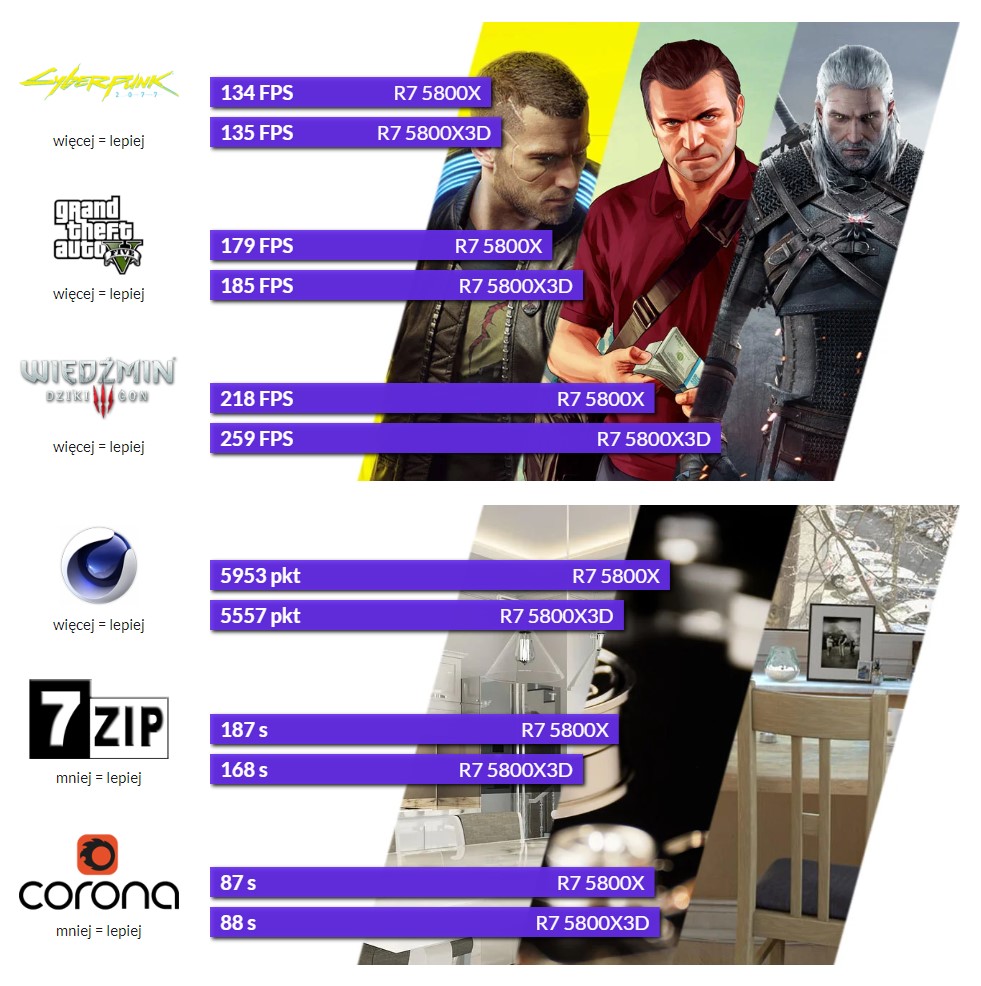 CYBERPUNK
2077
134 FPS R7 5800X
135 FPS R7 5800X3D
więcej = lepiej
grand
theft
auto
FIVE
179 FPS R7 5800X
185 FPS R7 5800X3D
więcej = lepiej
WIEDŹMIN
DZIKI GON
218 FPS R7 5800X
259 FPS R7 5800X3D
więcej = lepiej
5953 pkt R7 5800X
5557 pkt R7 5800X3D
więcej = lepiej
7 ZIP
187 s R7 5800X
168 s R7 5800X3D
mniej = lepiej
corona
87 s R7 5800X
88 s R7 5800X3D
mniej = lepiej